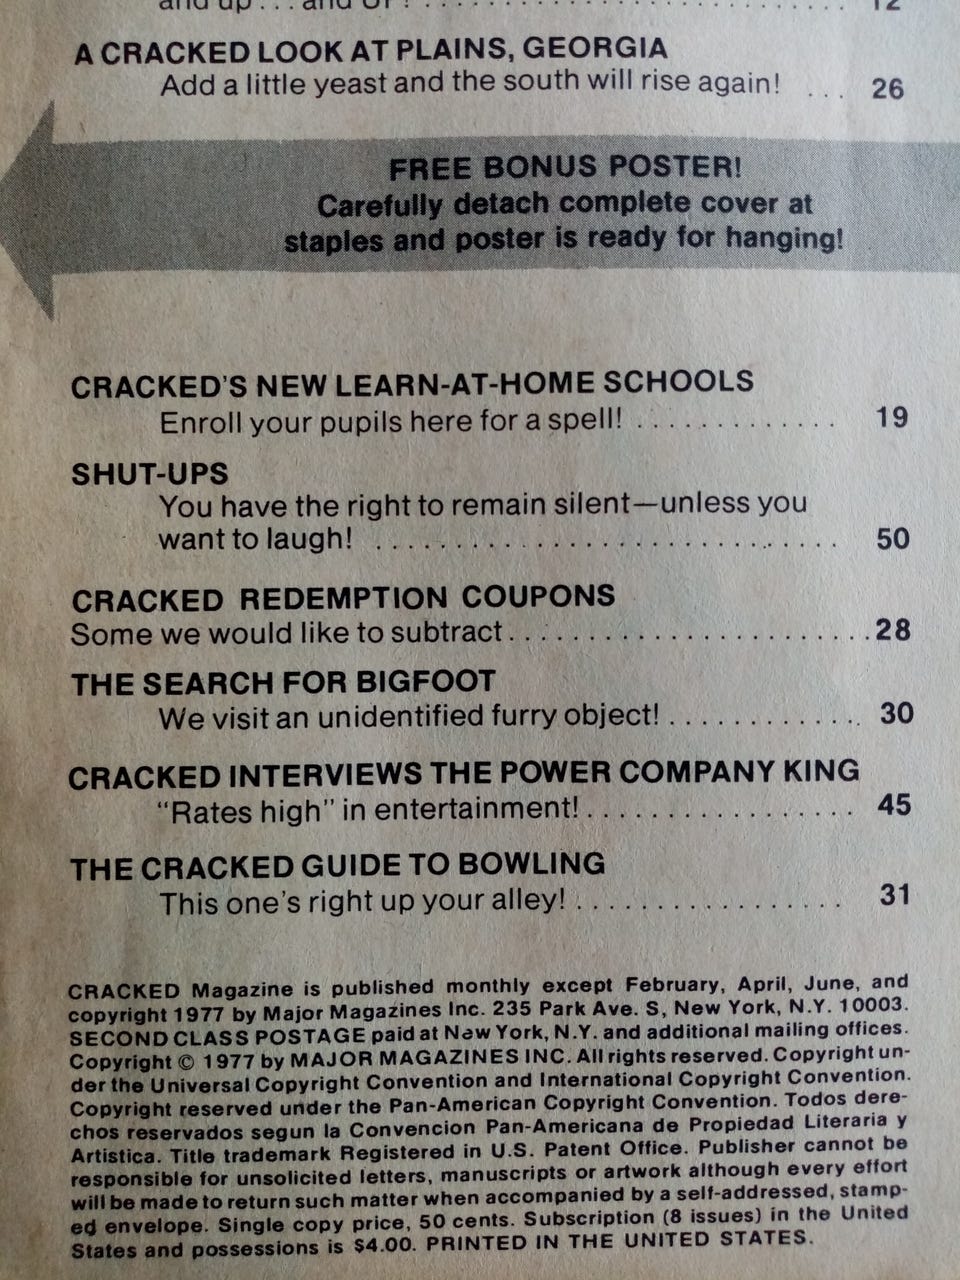 and up . . . and UP! . . . . . . . . . . . . . . . . . . . . . . . . . . . . . 12
A CRACKED LOOK AT PLAINS, GEORGIA
Add a little yeast and the south will rise again! . . . 26
FREE BONUS POSTER!
Carefully detach complete cover at
staples and poster is ready for hanging!
CRACKED'S NEW LEARN-AT-HOME SCHOOLS
Enroll your pupils here for a spell! . . . . . . . . . . . . . 19
SHUT-UPS
You have the right to remain silent—unless you
want to laugh! . . . . . . . . . . . . . . . . . . . . . . . . . . . . . 50
CRACKED REDEMPTION COUPONS
Some we would like to subtract. . . . . . . . . . . . . . . . . . . . . . . 28
THE SEARCH FOR BIGFOOT
We visit an unidentified furry object! . . . . . . . . . . . . . 30
CRACKED INTERVIEWS THE POWER COMPANY KING
"Rates high" in entertainment! . . . . . . . . . . . . . . . . . 45
THE CRACKED GUIDE TO BOWLING
This one's right up your alley! . . . . . . . . . . . . . . . . . 31
CRACKED Magazine is published monthly except February, April, June, and
copyright 1977 by Major Magazines Inc. 235 Park Ave. S, New York, N.Y. 10003.
SECOND CLASS POSTAGE paid at New York, N.Y. and additional mailing offices.
Copyright © 1977 by MAJOR MAGAZINES INC. All rights reserved. Copyright un-
der the Universal Copyright Convention and International Copyright Convention.
Copyright reserved under the Pan-American Copyright Convention. Todos dere-
chos reservados segun la Convencion Pan-Americana de Propiedad Literaria y
Artistica. Title trademark Registered in U.S. Patent Office. Publisher cannot be
responsible for unsolicited letters, manuscripts or artwork although every effort
will be made to return such matter when accompanied by a self-addressed, stamp-
ed envelope. Single copy price, 50 cents. Subscription (8 issues) in the United
States and possessions is $4.00. PRINTED IN THE UNITED STATES.